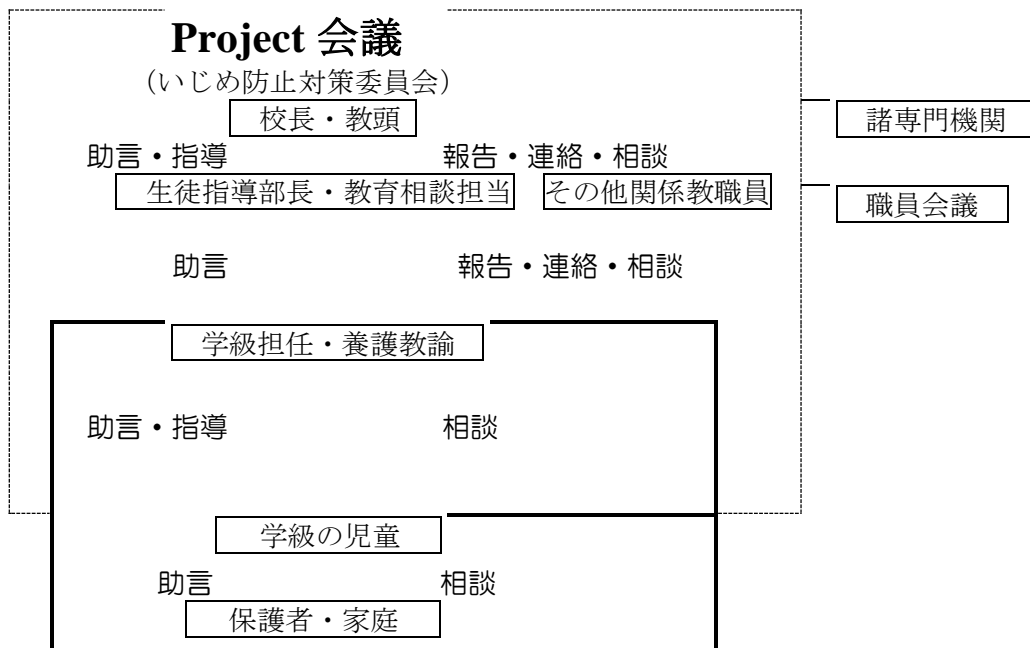 Project 会議
(いじめ防止対策委員会)
校長・教頭
諸専門機関
助言・指導 報告・連絡・相談
生徒指導部長・教育相談担当 その他関係教職員
職員会議
助言 報告・連絡・相談
学級担任・養護教諭
助言・指導 相談
学級の児童
助言 相談
保護者・家庭